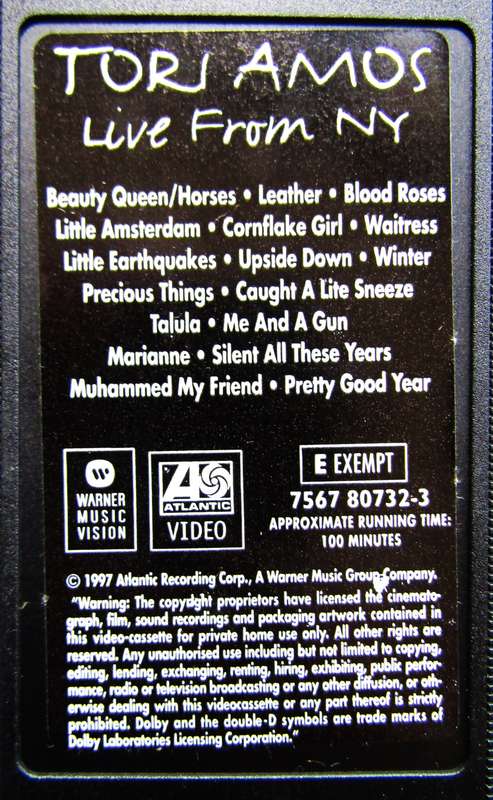 TORI AMOS
Live From NY
Beauty Queen/Horses • Leather • Blood Roses
Little Amsterdam • Cornflake Girl • Waitress
Little Earthquakes • Upside Down • Winter
Precious Things • Caught A Lite Sneeze
Talula • Me And A Gun
Marianne • Silent All These Years
Muhammed My Friend • Pretty Good Year
W
WARNER
MUSIC
VISION
A
ATLANTIC
VIDEO
E EXEMPT
7567 80732-3
APPROXIMATE RUNNING TIME:
100 MINUTES
© 1997 Atlantic Recording Corp., A Warner Music Group Company.
"Warning: The copyright proprietors have licensed the cinemato-
graph, film, sound recordings and packaging artwork contained in
this video-cassette for private home use only. All other rights are
reserved. Any unauthorised use including but not limited to copying,
editing, lending, exchanging, renting, hiring, exhibiting, public perfor-
mance, radio or television broadcasting or any other diffusion, or oth-
erwise dealing with this videocassette or any part thereof is strictly
prohibited. Dolby and the double-D symbols are trade marks of
Dolby Laboratories Licensing Corporation."